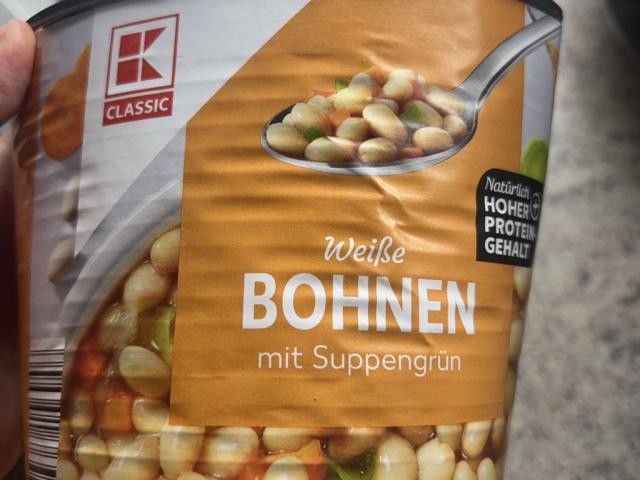 K
CLASSIC
Natürlich
HOHER
PROTEIN-
GEHALT
Weiße
BOHNEN
mit Suppengrün